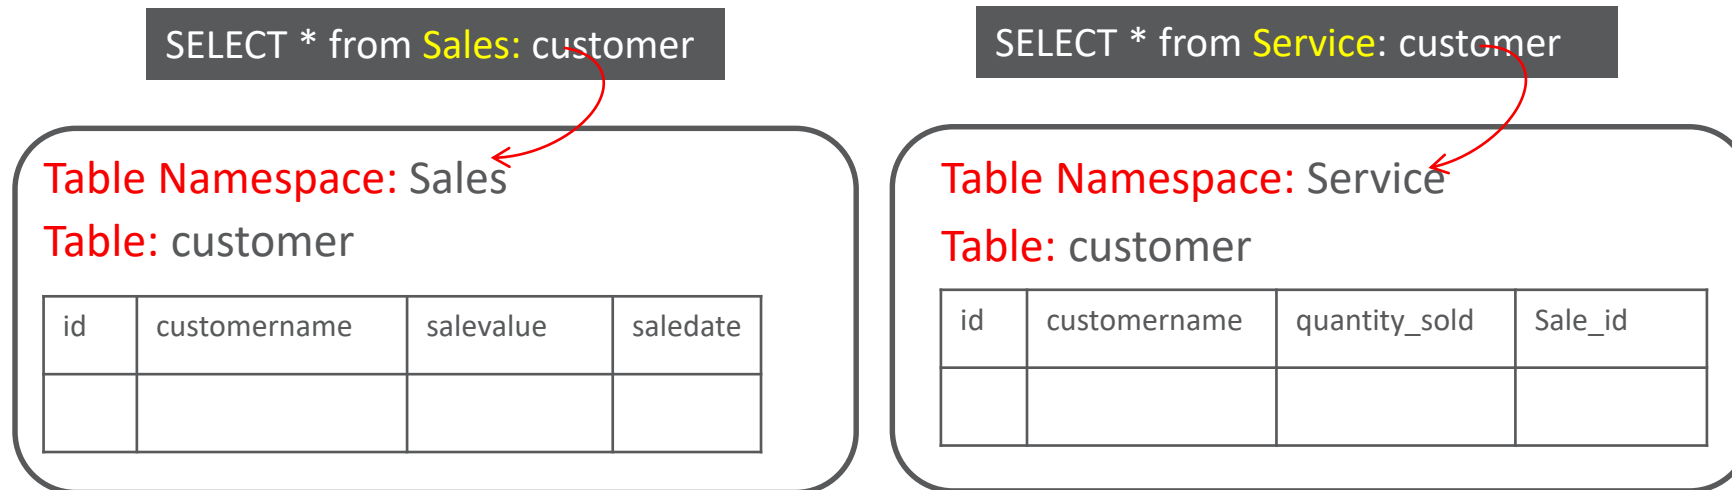 SELECT * from Sales: customer
Table Namespace: Sales
Table: customer
id customername salevalue saledate
SELECT * from Service: customer
Table Namespace: Service
Table: customer
id customername quantity_sold Sale_id